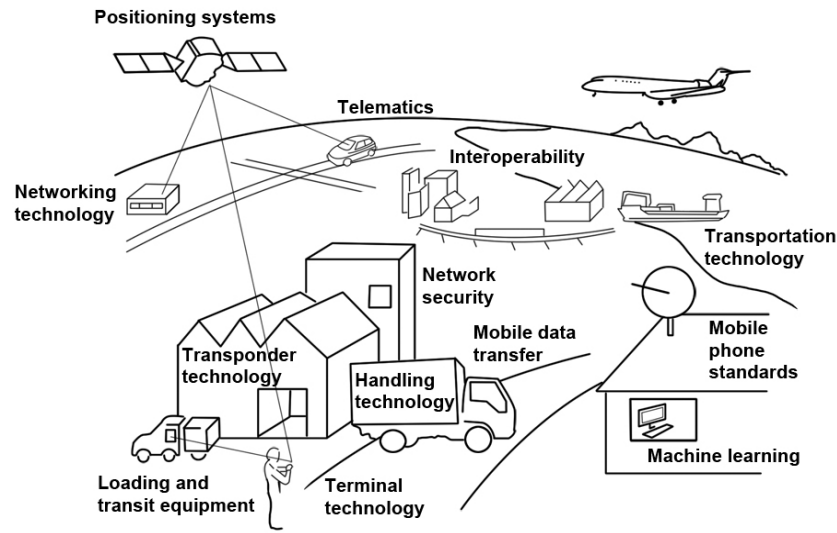 Positioning systems
Telematics
Interoperability
Networking
technology
Transportation
technology
Network
security
Mobile data
transfer
Mobile
phone
standards
Transponder
technology
Handling
technology
Machine learning
Loading and
transit equipment
Terminal
technology